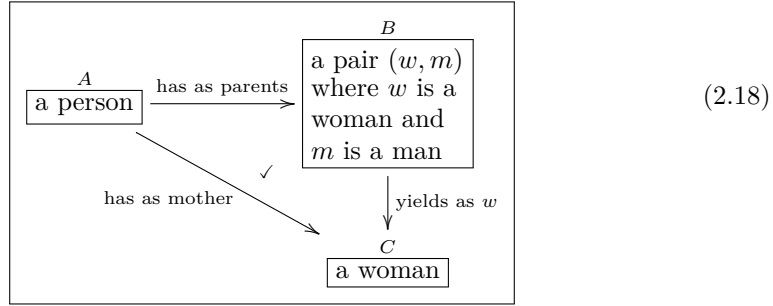 B
A
a person
has as parents
a pair (w, m)
where w is a
woman and
m is a man
(2.18)
✓
has as mother
yields as w
C
a woman